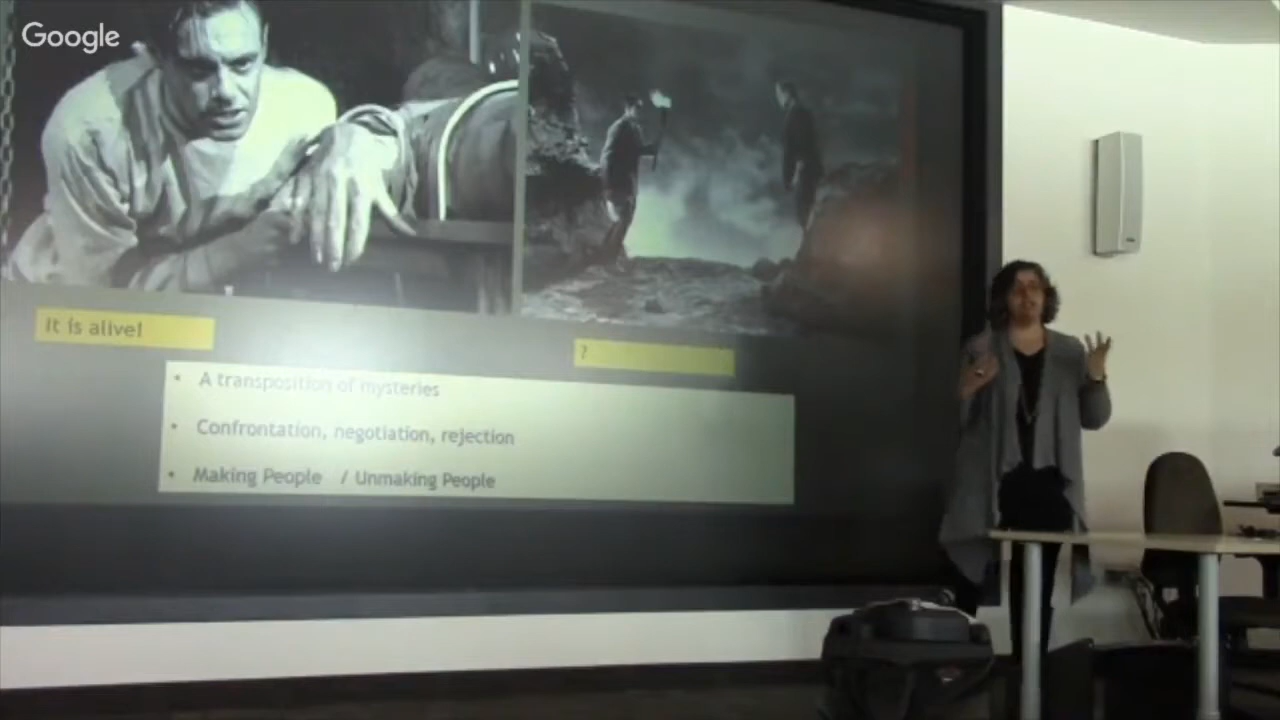 Google
It is alive!
?
• A transposition of mysteries
• Confrontation, negotiation, rejection
• Making People / Unmaking People